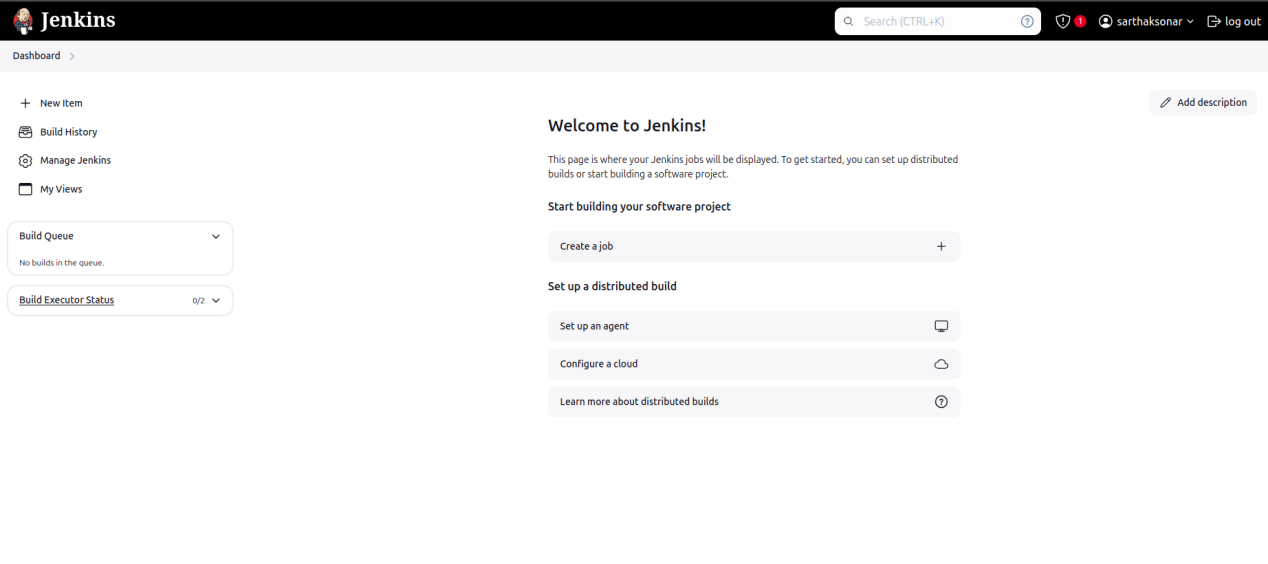 Jenkins
Search (CTRL+K)
1
sarthaksonar
log out
Dashboard
New Item
Build History
Manage Jenkins
My Views
Build Queue
No builds in the queue.
Build Executor Status
0/2
Add description
Welcome to Jenkins!
This page is where your Jenkins jobs will be displayed. To get started, you can set up distributed
builds or start building a software project.
Start building your software project
Create a job
Set up a distributed build
Set up an agent
Configure a cloud
Learn more about distributed builds